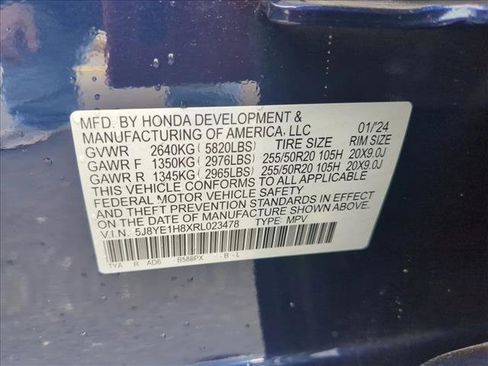 MFD. BY HONDA DEVELOPMENT &
MANUFACTURING OF AMERICA, LLC 01/'24
GVWR 2640KG ( 5820LBS) TIRE SIZE RIM SIZE
GAWR F 1350KG ( 2976LBS) 255/50R20 105H 20X9.0J
GAWR R 1345KG ( 2965LBS) 255/50R20 105H 20X9.0J
THIS VEHICLE CONFORMS TO ALL APPLICABLE
FEDERAL MOTOR VEHICLE SAFETY
AND THEFT PREVENTION STANDARDS IN EFFECT
ON THE DATE OF MANUFACTURE SHOWN ABOVE.
V.I.N. 5J8YE1H8XRL023478 TYPE: MPV
TYA R AD6 B588PX - B - L